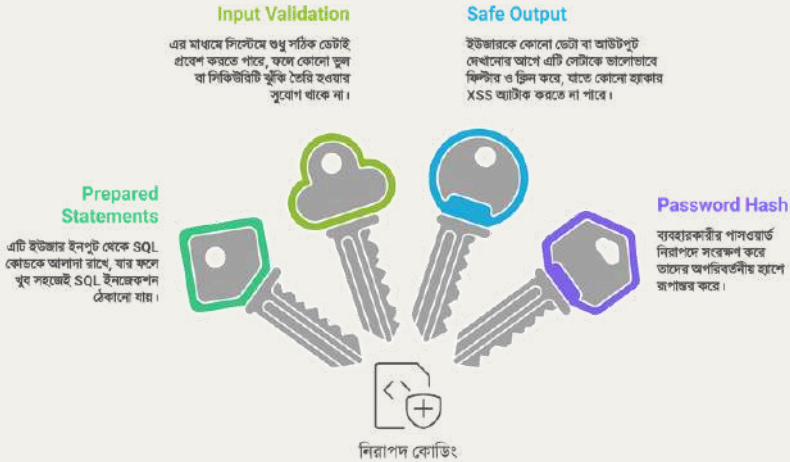 Input Validation
এর মাধ্যমে সিস্টেমে শুধু সঠিক ডেটাই
প্রবেশ করতে পারে, ফলে কোনো ভুল
বা সিকিউরিটি ঝুঁকি তৈরি হওয়ার
সুযোগ থাকে না।
Safe Output
ইউজারকে কোনো ডেটা বা আউটপুট
দেখানোর আগে এটি সেটাকে ভালোভাবে
ফিল্টার ও ক্লিন করে, যাতে কোনো হ্যাকার
XSS অ্যাটাক করতে না পারে।
Prepared
Statements
এটি ইউজার ইনপুট থেকে SQL
কোডকে আলাদা রাখে, যার ফলে
খুব সহজেই SQL ইনজেকশন
ঠেকানো যায়।
Password Hash
ব্যবহারকারীর পাসওয়ার্ড
নিরাপদে সংরক্ষণ করে
তাদের অপরিবর্তনীয় হ্যাশে
রূপান্তর করে।
নিরাপদ কোডিং